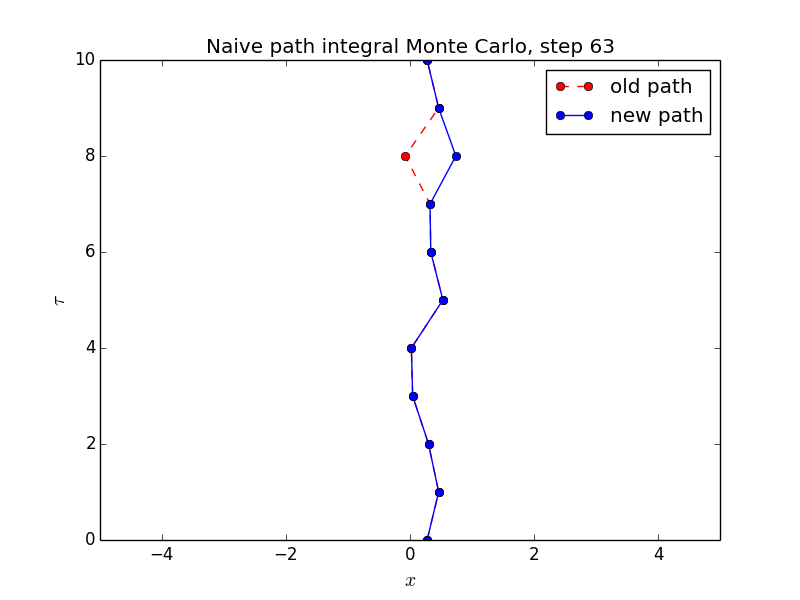 Naive path integral Monte Carlo, step 63
10
old path
new path
8
6
τ
4
2
0
−4 −2 0 2 4
x